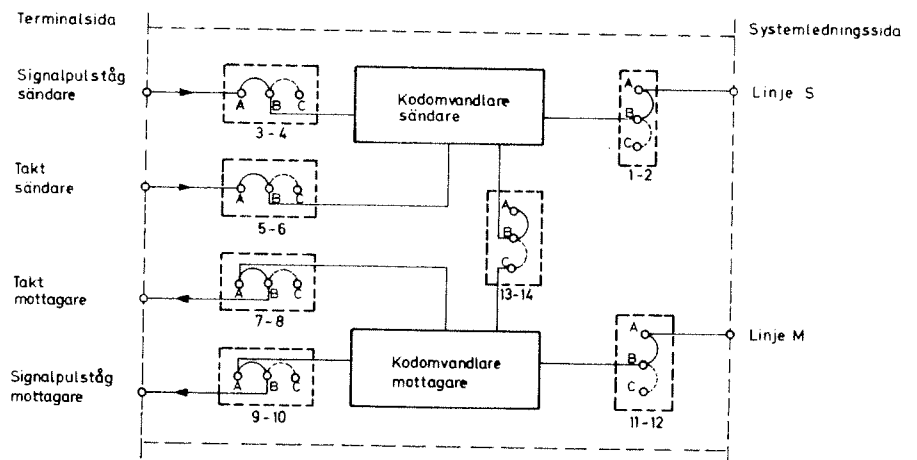 Terminalsida
Systemledningssida
Signalpulståg
sändare
A B C
3-4
Kodomvandlare
sändare
A
B
C
1-2
Linje S
Takt
sändare
A B C
5-6
A
B
C
13-14
Takt
mottagare
A B C
7-8
Signalpulståg
mottagare
A B C
9-10
Kodomvandlare
mottagare
A
B
C
11-12
Linje M